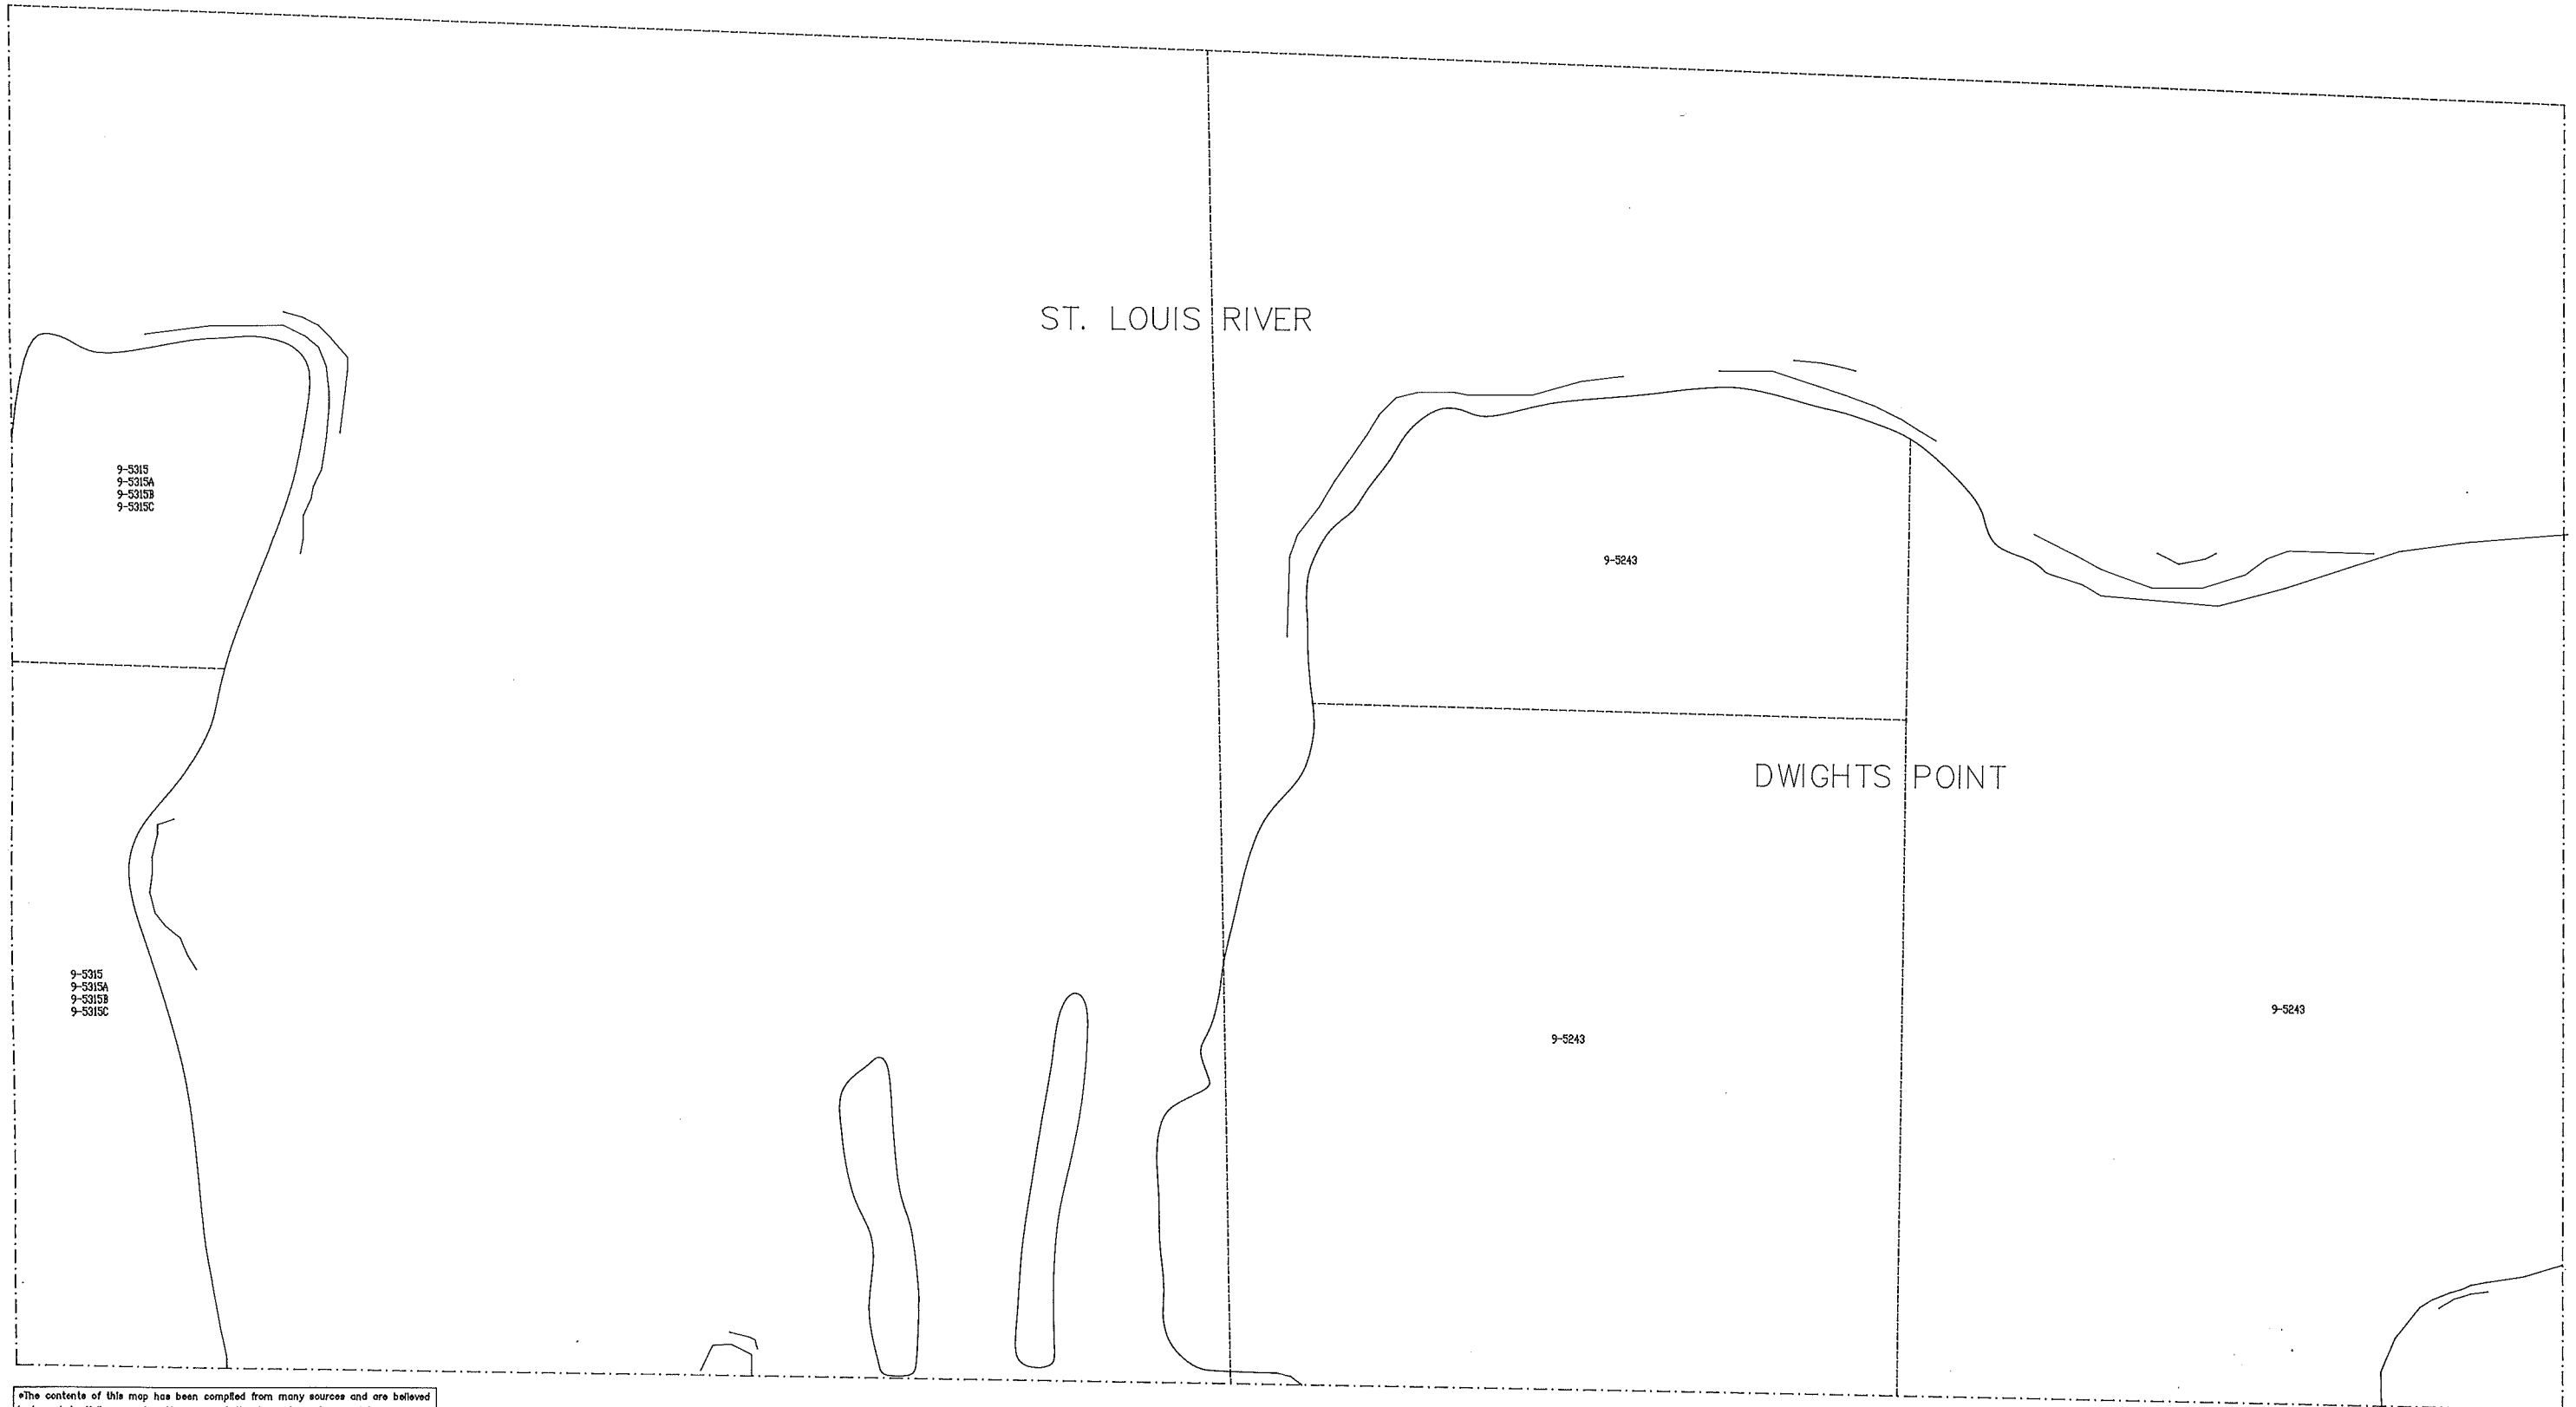 ST. LOUIS RIVER
9-5315
9-5315A
9-5315B
9-5315C
9-5243
DWIGHTS POINT
9-5315
9-5315A
9-5315B
9-5315C
9-5243
9-5243
*The contents of this map has been compiled from many sources and are believed